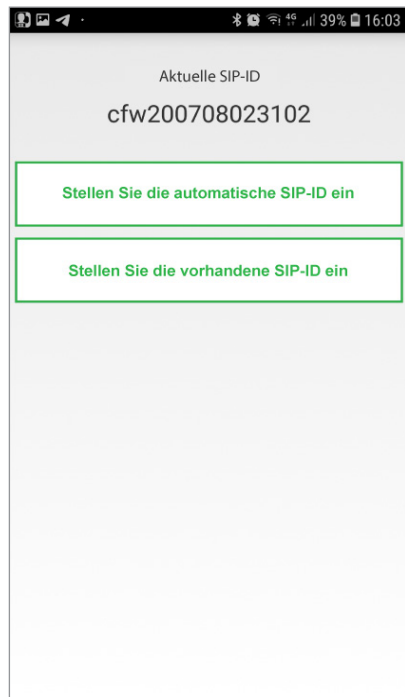 4G 39% 16:03
Aktuelle SIP-ID
cfw200708023102
Stellen Sie die automatische SIP-ID ein
Stellen Sie die vorhandene SIP-ID ein